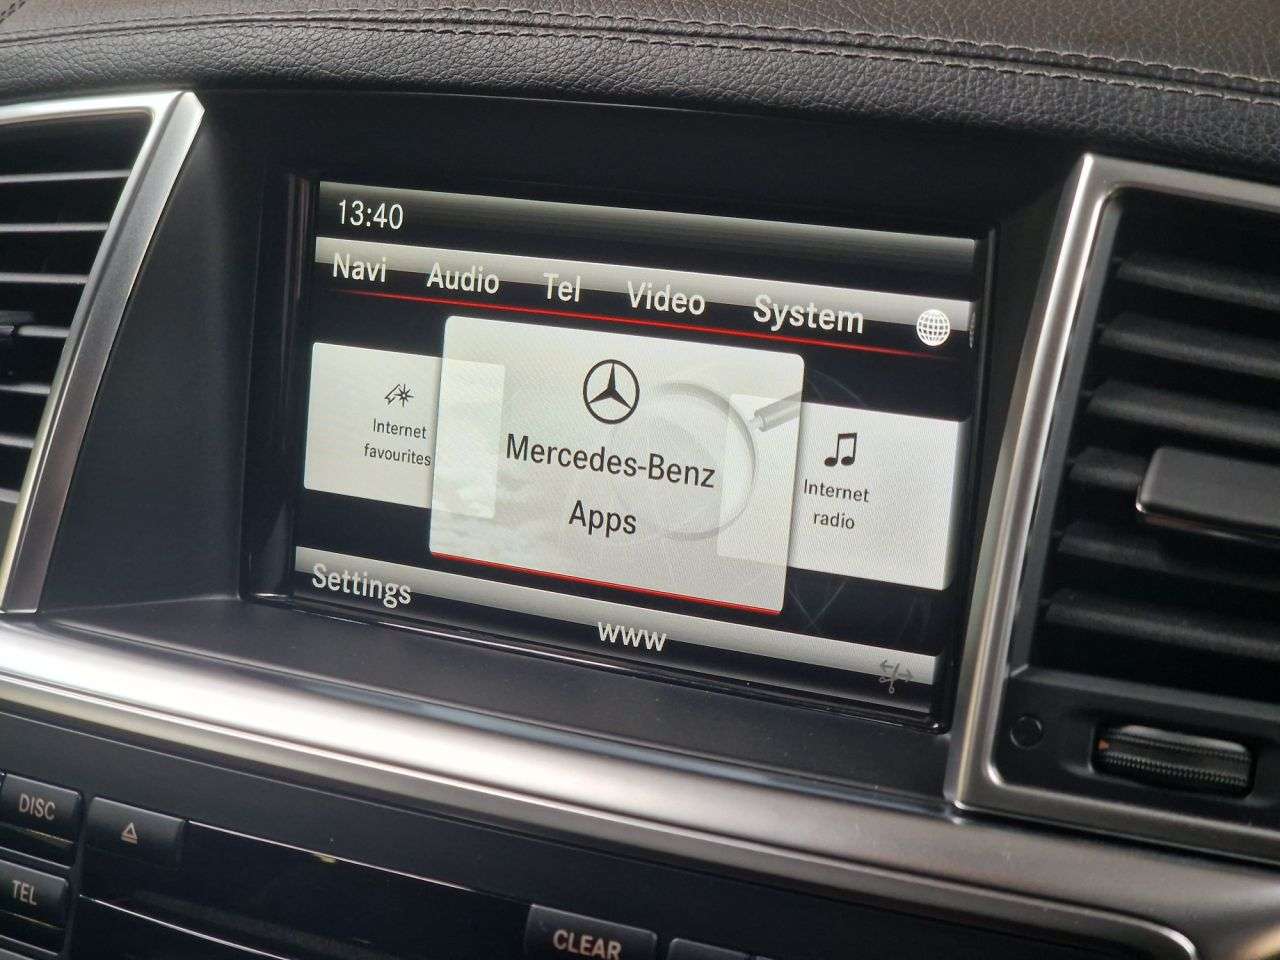 13:40
Navi Audio Tel Video System
Internet
favourites
Mercedes-Benz
Apps
Internet
radio
Settings
www
DISC
TEL
CLEAR